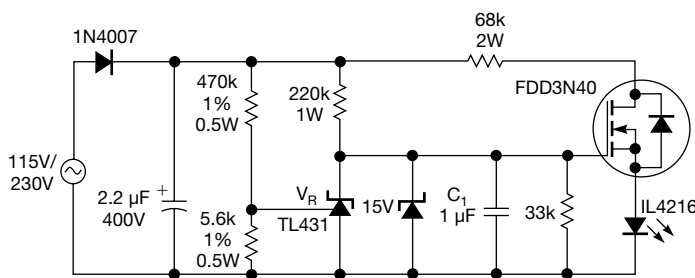 68k
2W
1N4007
FDD3N40
470k
1%
0.5W
220k
1W
115V/
230V
2.2 µF
400V
+
V_R
TL431
15V
C_1
1 µF
33k
IL4216
5.6k
1%
0.5W